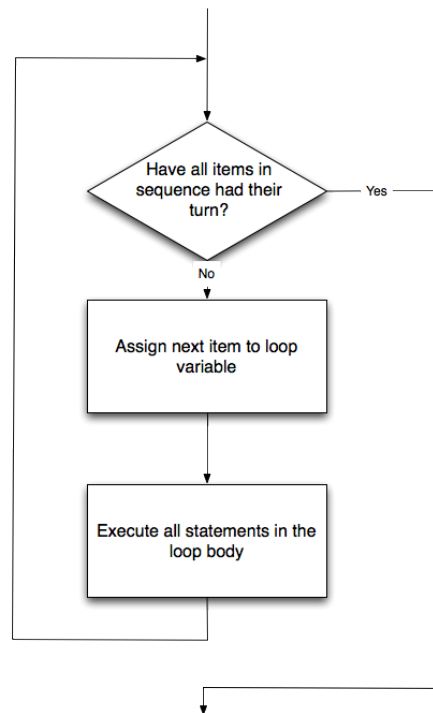 Have all items in
sequence had their
turn?
Yes
No
Assign next item to loop
variable
Execute all statements in the
loop body